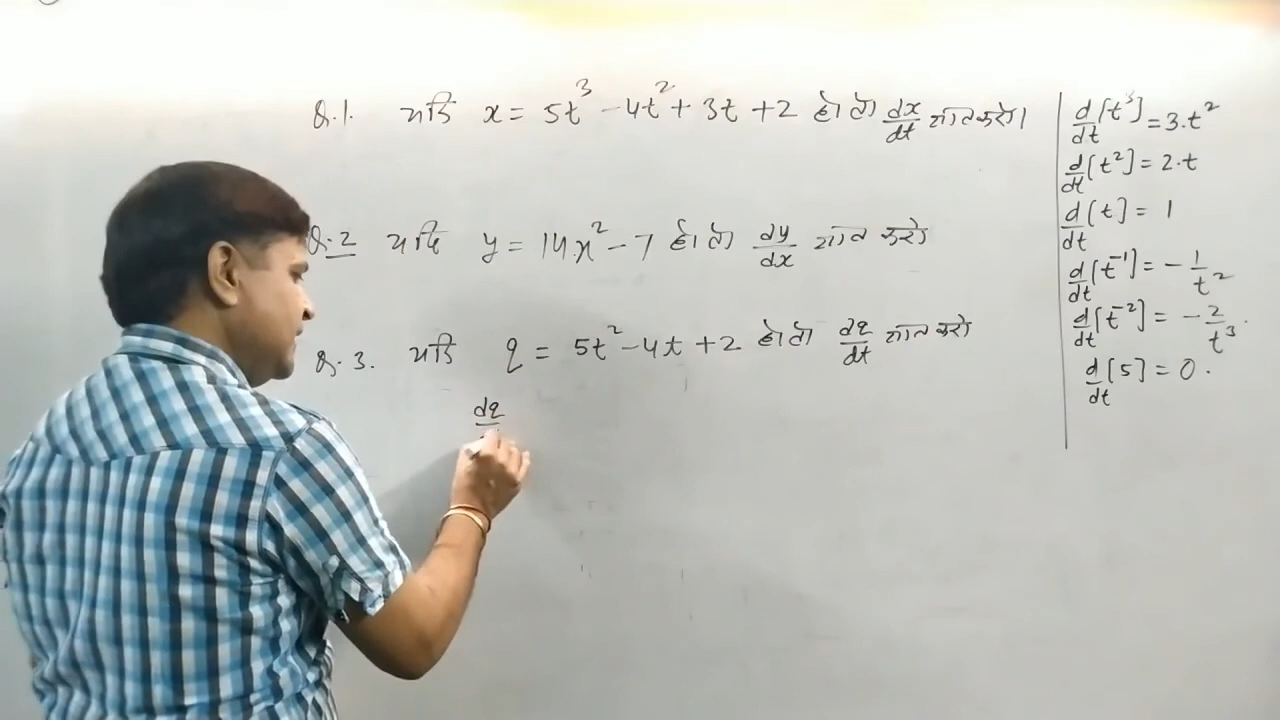 Q.1. यदि x = 5t³ - 4t² + 3t + 2 हो तो dx/dt ज्ञात करो।
Q.2 यदि y = 14x² - 7 हो तो dy/dx ज्ञात करो
Q.3. यदि q = 5t² - 4t + 2 हो तो dq/dt ज्ञात करो
dq
d/dt [t³] = 3.t²
d/dt [t²] = 2.t
d/dt [t] = 1
d/dt [t⁻¹] = - 1/t²
d/dt [t⁻²] = - 2/t³.
d/dt [5] = 0.